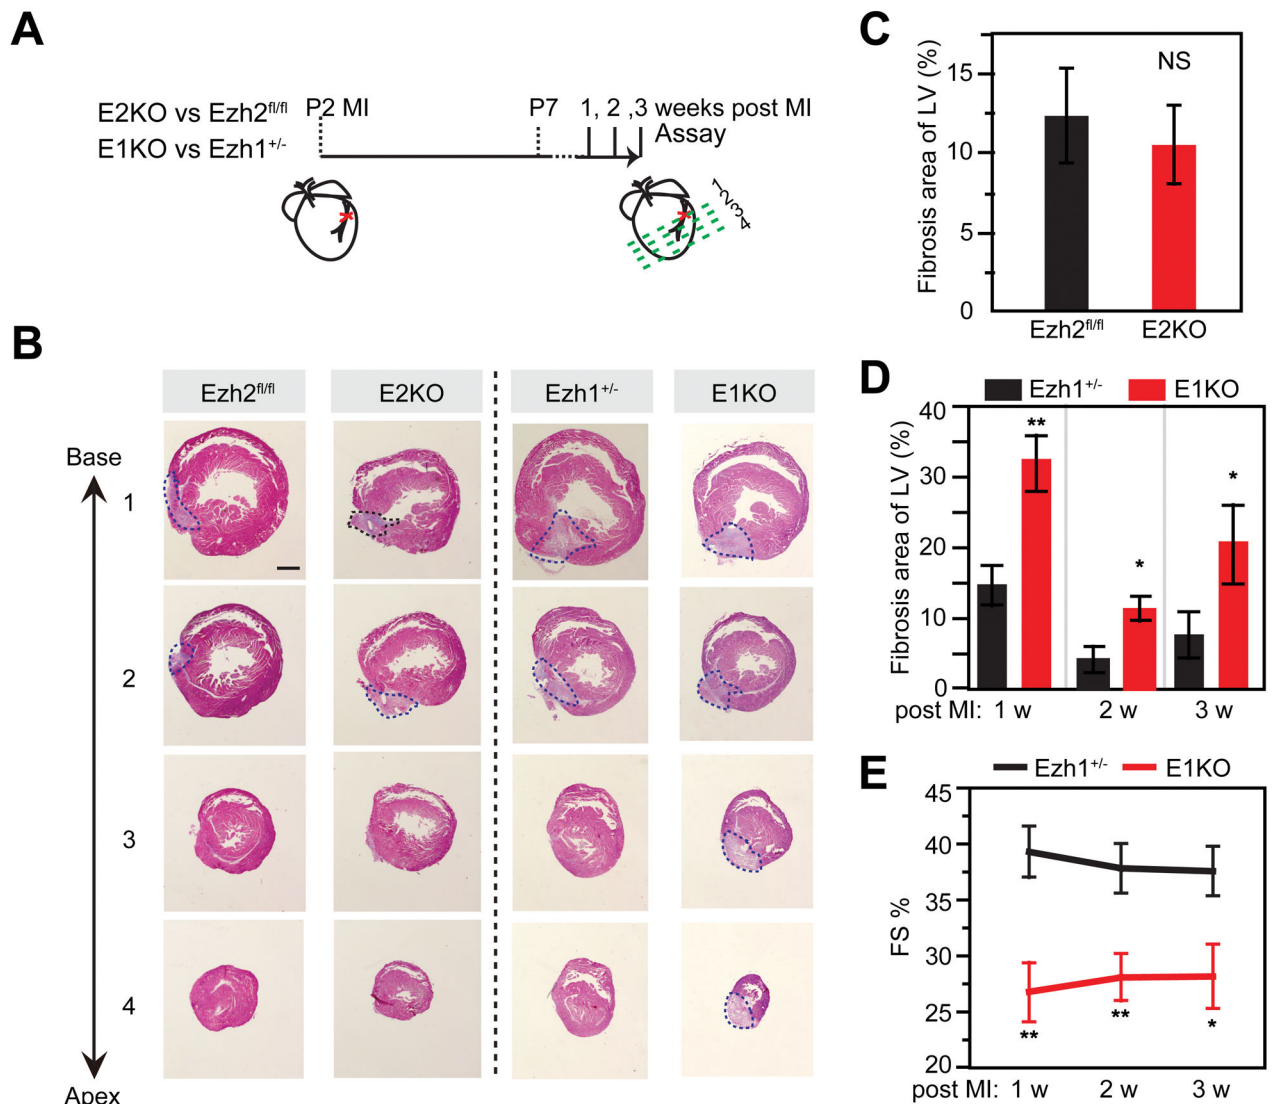 A
E2KO vs Ezh2fl/fl
E1KO vs Ezh1+/-
P2 MI
P7
1, 2 ,3 weeks post MI
Assay
1
2
3
4
B
Ezh2fl/fl
E2KO
Ezh1+/-
E1KO
Base
1
2
3
4
Apex
C
Fibrosis area of LV (%)
15
10
5
0
NS
Ezh2fl/fl
E2KO
D
Ezh1+/-
E1KO
Fibrosis area of LV (%)
40
30
20
10
0
**
*
*
post MI: 1 w 2 w 3 w
E
Ezh1+/-
E1KO
FS %
45
40
35
30
25
20
**
**
*
post MI: 1 w 2 w 3 w